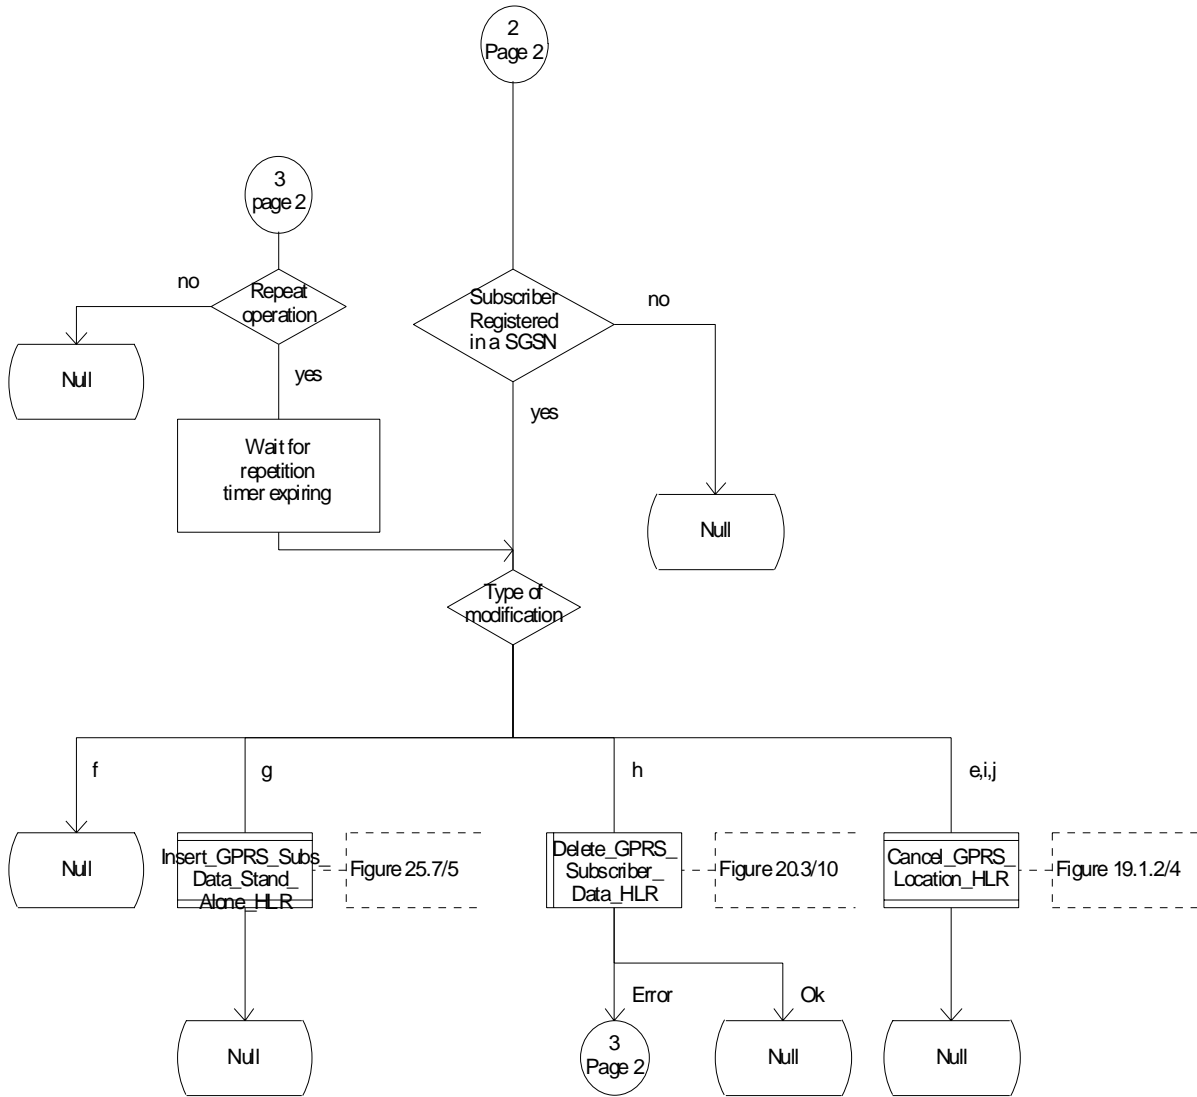 2
Page 2
3
page 2
no
Repeat
operation
Subscriber
Registered
in a SGSN
no
Null
yes
yes
Wait for
repetition
timer expiring
Null
Type of
modification
f
g
h
e,i,j
Null
Insert_GPRS_Subs_
Data_Stand_
Alone_HLR
Figure 25.7/5
Delete_GPRS_
Subscriber_
Data_HLR
Figure 20.3/10
Cancel_GPRS_
Location_HLR
Figure 19.1.2/4
Error
Ok
Null
3
Page 2
Null
Null